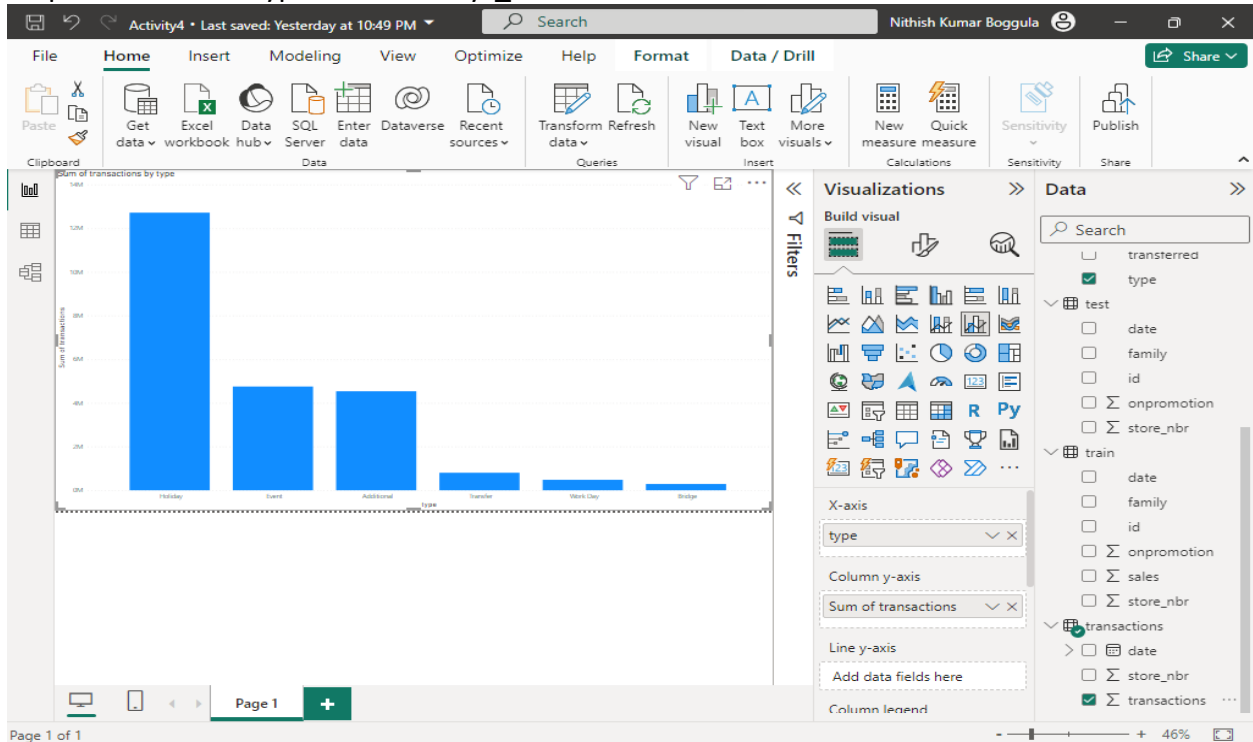 Activity4 • Last saved: Yesterday at 10:49 PM
Search
Nithish Kumar Boggula
File Home Insert Modeling View Optimize Help Format Data / Drill
Share
Paste
Get data
Excel workbook
Data hub
SQL Server
Enter data
Dataverse
Recent sources
Transform data
Refresh
New visual
Text box
More visuals
New measure
Quick measure
Sensitivity
Publish
Clipboard Data Queries Insert Calculations Sensitivity Share
Sum of transactions by type
14M
12M
10M
8M
6M
4M
2M
0M
Sum of transactions
Holiday Event Additional Transfer Work Day Bridge
type
Filters
Visualizations
Build visual
123
R Py
123
X-axis
type
Column y-axis
Sum of transactions
Line y-axis
Add data fields here
Column legend
Data
Search
transferred
type
test
date
family
id
onpromotion
store_nbr
train
date
family
id
onpromotion
sales
store_nbr
transactions
date
store_nbr
transactions
Page 1
Page 1 of 1
46%